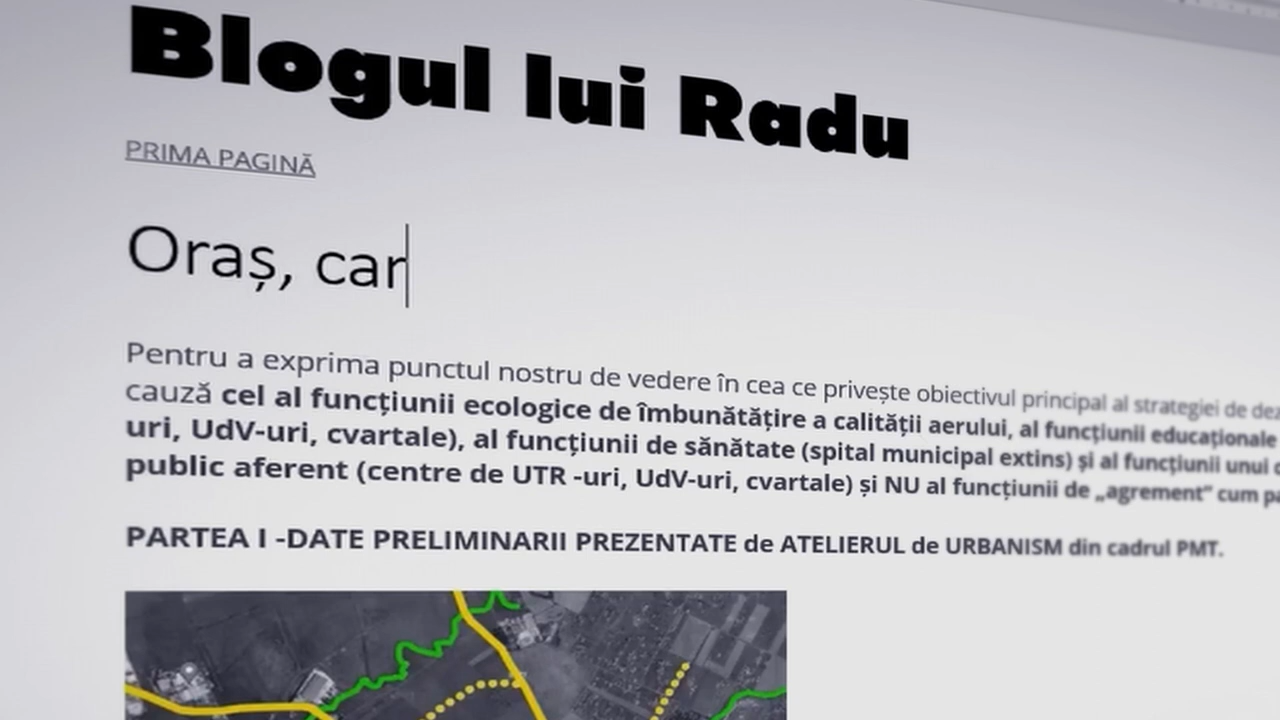 Blogul lui Radu
PRIMA PAGINĂ
Oraș, car
Pentru a exprima punctul nostru de vedere în cea ce privește obiectivul principal al strategiei de
cauză cel al funcțiunii ecologice de îmbunătățire a calității aerului, al funcțiunii educaționale
uri, UdV-uri, cvartale), al funcțiunii de sănătate (spital municipal extins) și al funcțiunii unui
public aferent (centre de UTR -uri, UdV-uri, cvartale) și NU al funcțiunii de „agrement” cum
PARTEA I -DATE PRELIMINARII PREZENTATE de ATELIERUL de URBANISM din cadrul PMT.